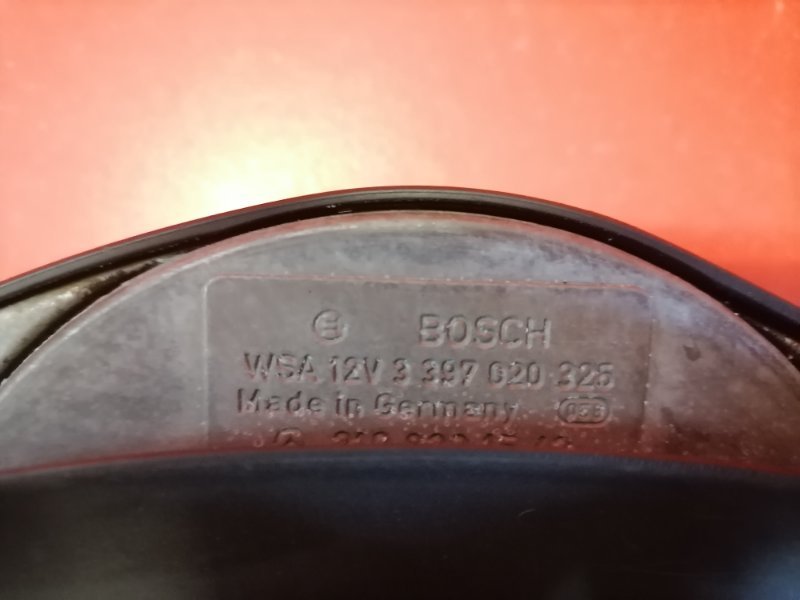 BOSCH
WSA 12V 3 397 020 325
Made in Germany